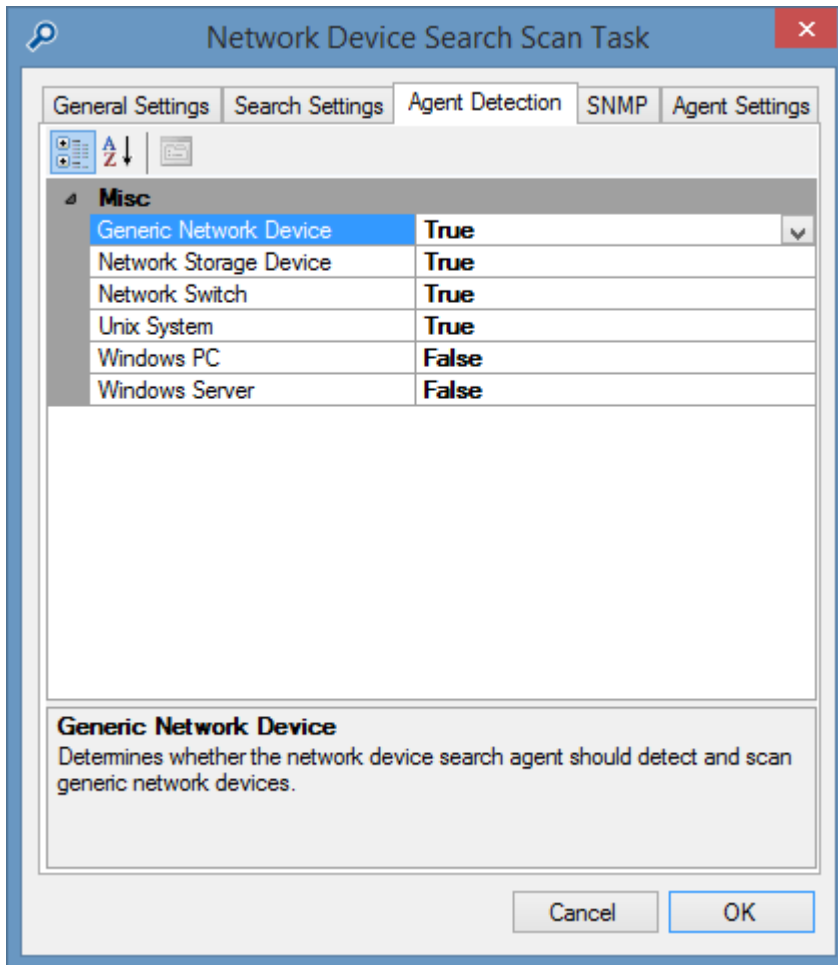 Network Device Search Scan Task
General Settings Search Settings Agent Detection SNMP Agent Settings
Misc
Generic Network Device True
Network Storage Device True
Network Switch True
Unix System True
Windows PC False
Windows Server False
Generic Network Device
Determines whether the network device search agent should detect and scan
generic network devices.
Cancel OK